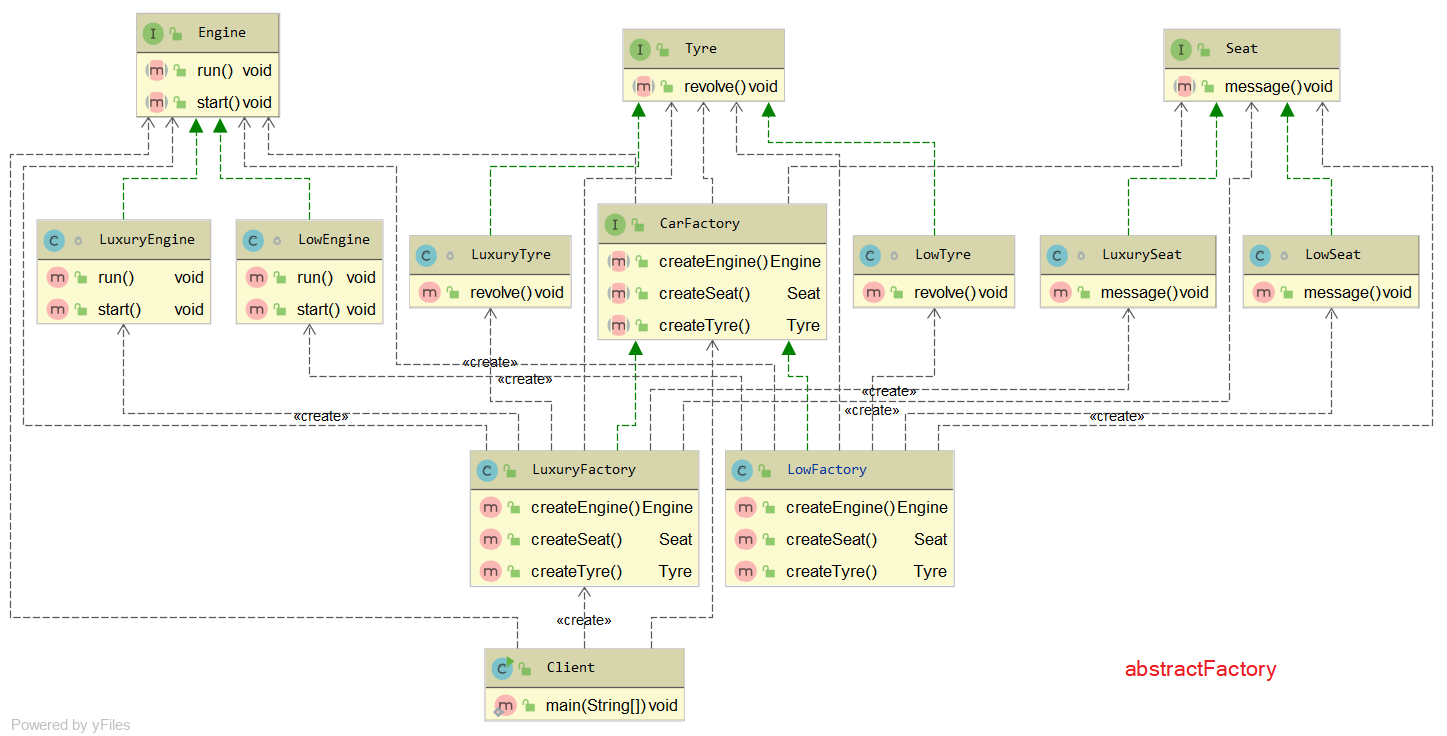 Engine
run() void
start() void
Tyre
revolve() void
Seat
message() void
LuxuryEngine
run() void
start() void
LowEngine
run() void
start() void
LuxuryTyre
revolve() void
CarFactory
createEngine() Engine
createSeat() Seat
createTyre() Tyre
LowTyre
revolve() void
LuxurySeat
message() void
LowSeat
message() void
«create»
«create»
«create»
«create»
«create»
«create»
LuxuryFactory
createEngine() Engine
createSeat() Seat
createTyre() Tyre
LowFactory
createEngine() Engine
createSeat() Seat
createTyre() Tyre
«create»
Client
main(String[]) void
abstractFactory
Powered by yFiles